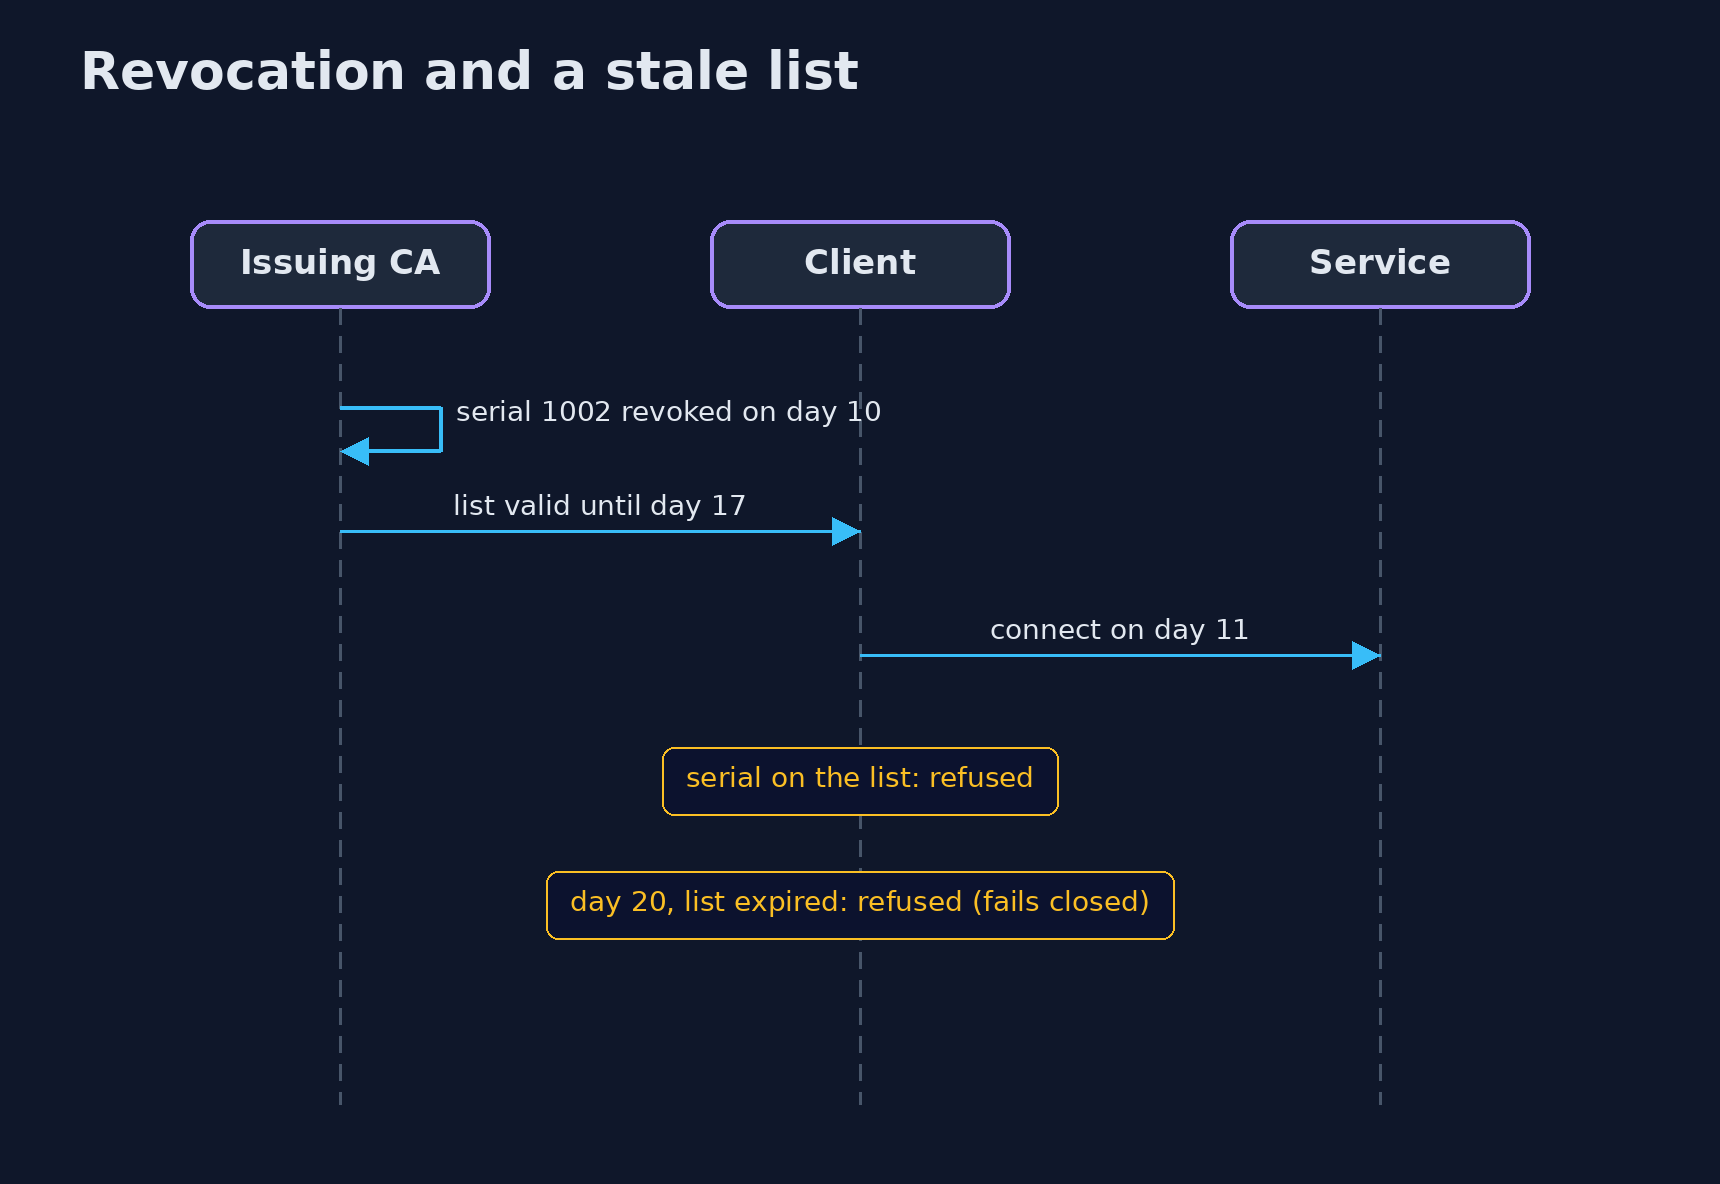 Revocation and a stale list
Issuing CA
Client
Service
serial 1002 revoked on day 10
list valid until day 17
connect on day 11
serial on the list: refused
day 20, list expired: refused (fails closed)